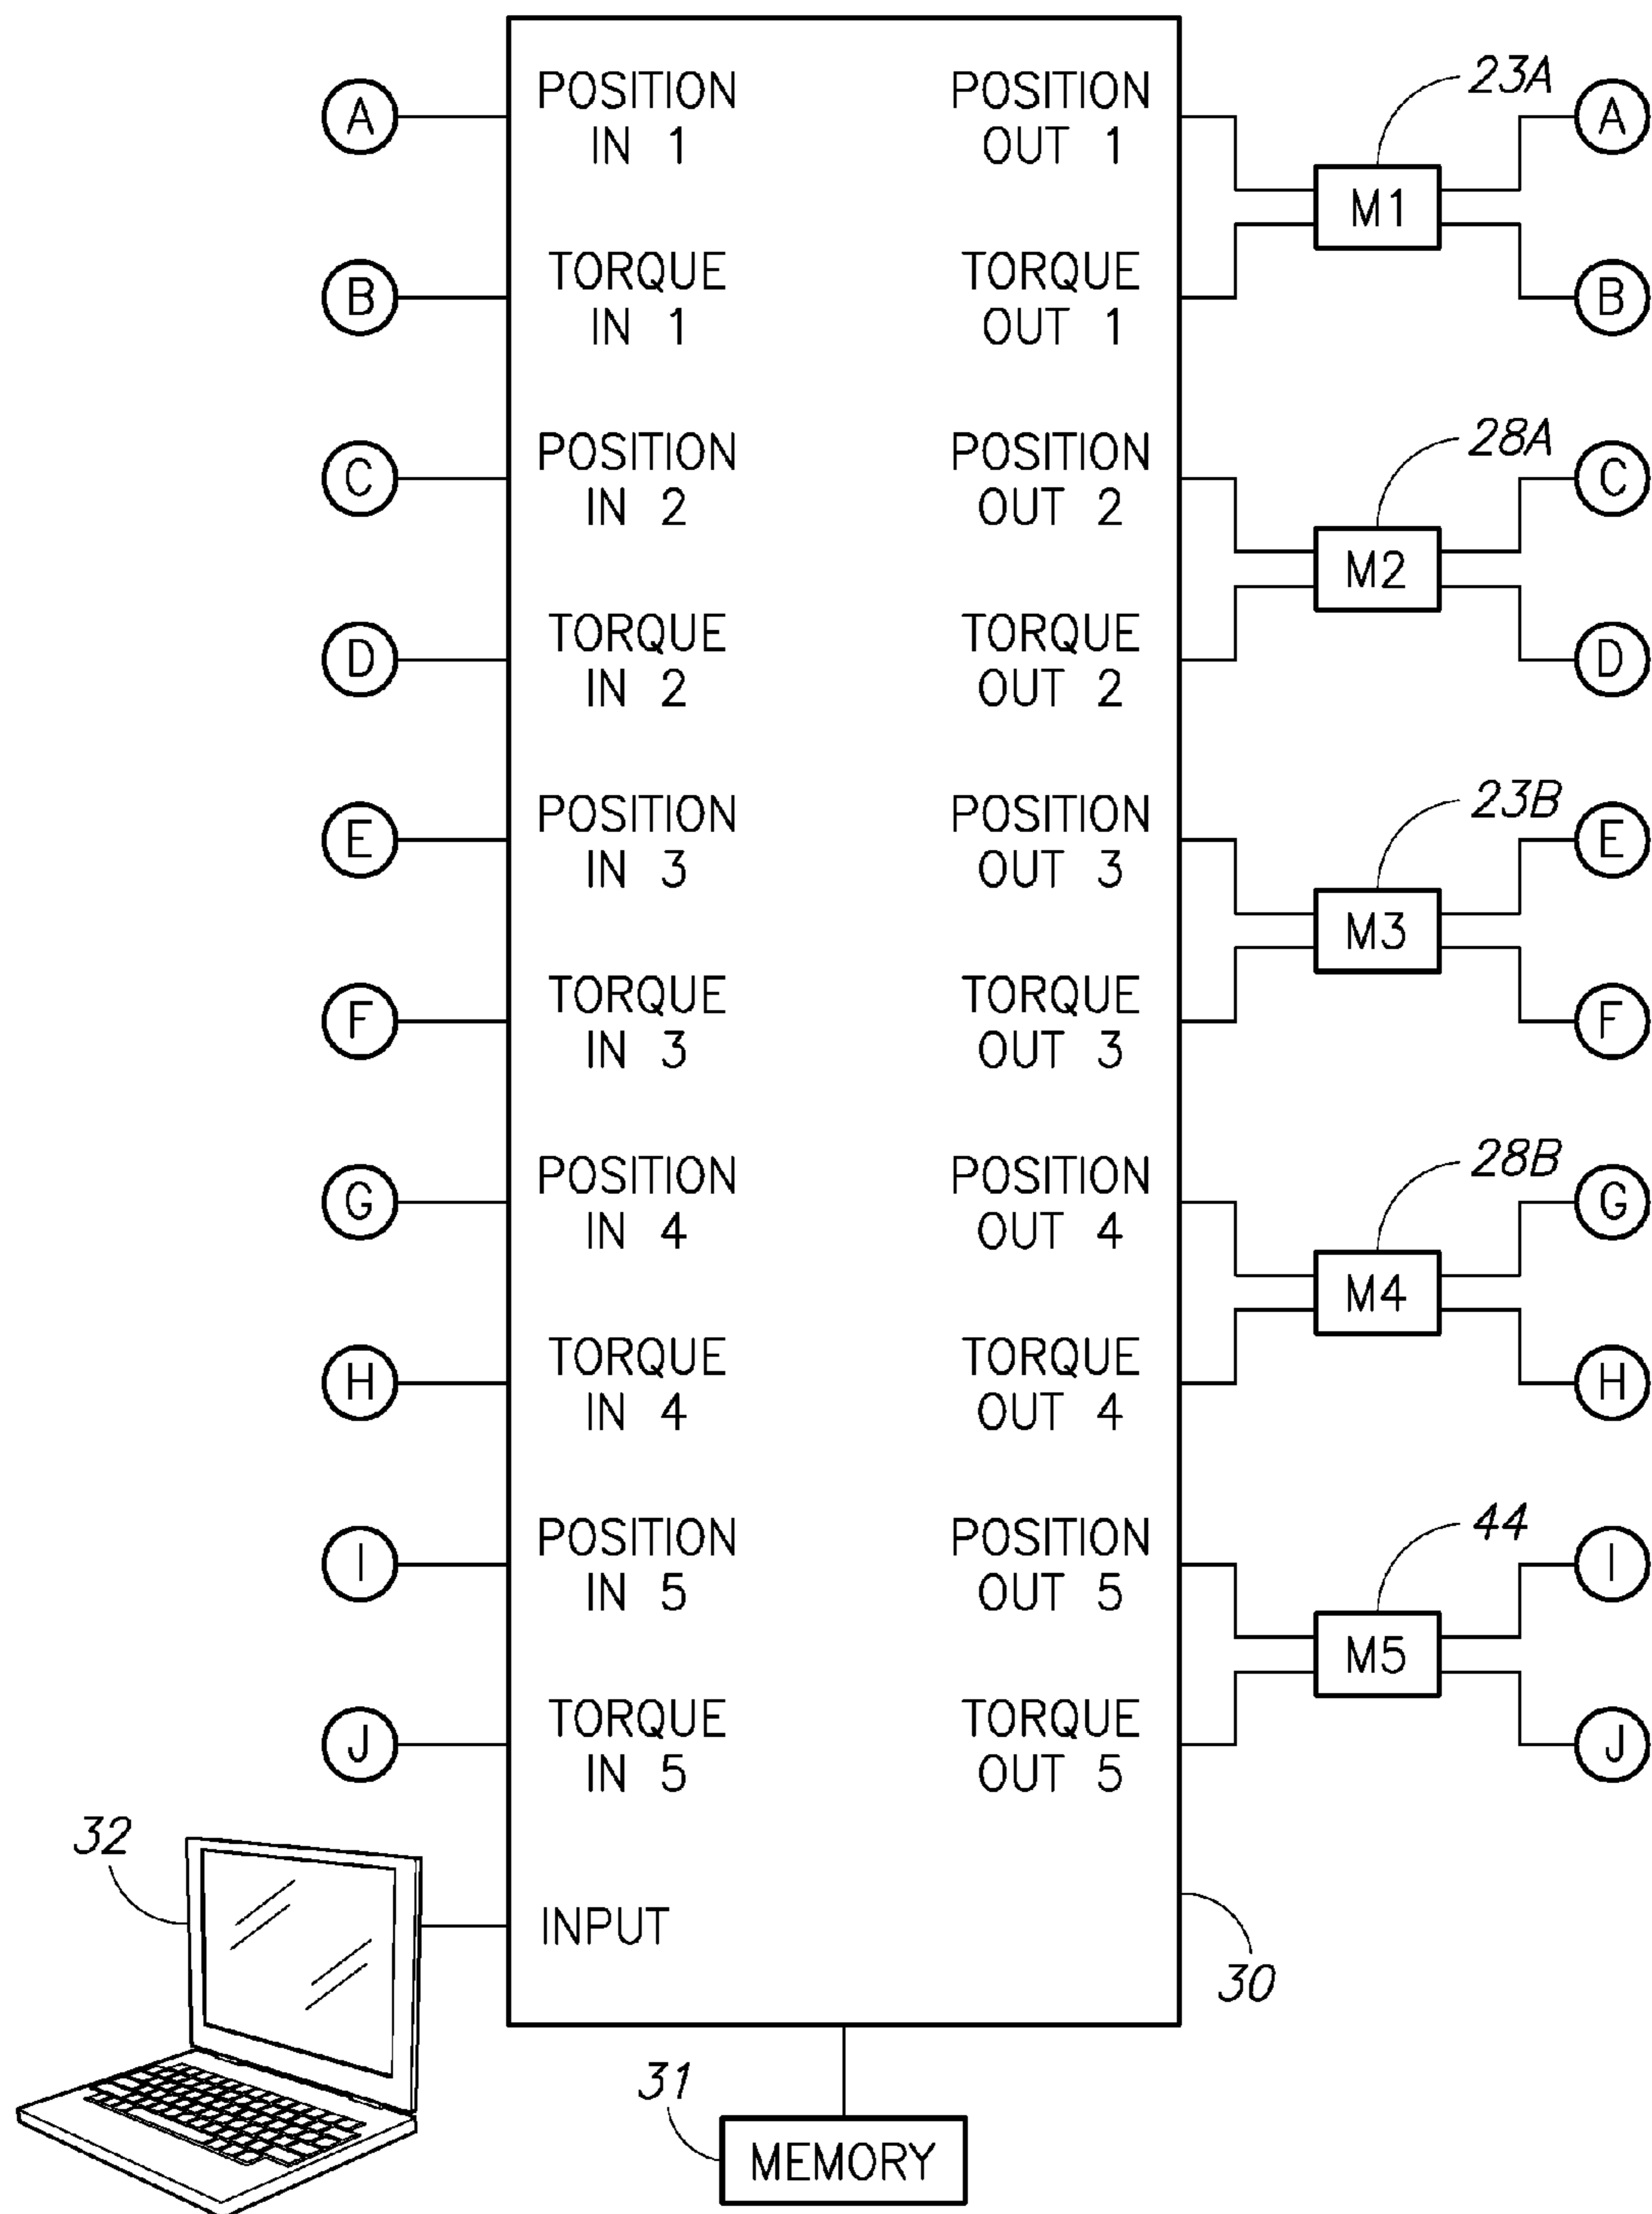 23A
A POSITION IN 1 POSITION OUT 1 A
M1
B TORQUE IN 1 TORQUE OUT 1 B
28A
C POSITION IN 2 POSITION OUT 2 C
M2
D TORQUE IN 2 TORQUE OUT 2 D
23B
E POSITION IN 3 POSITION OUT 3 E
M3
F TORQUE IN 3 TORQUE OUT 3 F
28B
G POSITION IN 4 POSITION OUT 4 G
M4
H TORQUE IN 4 TORQUE OUT 4 H
44
I POSITION IN 5 POSITION OUT 5 I
M5
J TORQUE IN 5 TORQUE OUT 5 J
32
INPUT
30
31
MEMORY